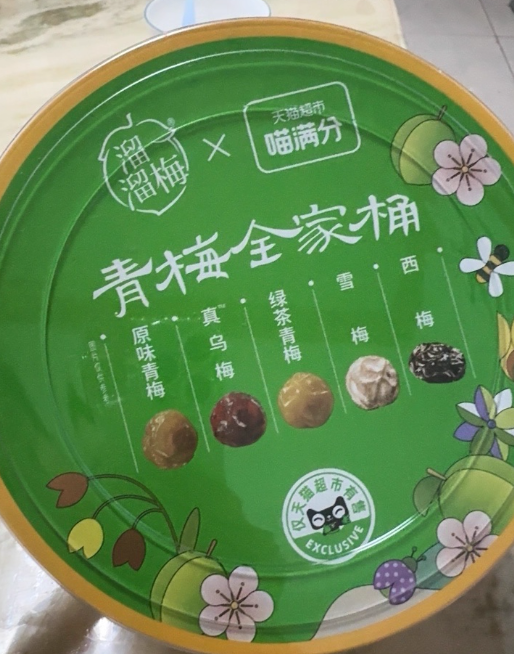 溜溜梅®
×
天猫超市
喵满分
青梅全家桶
原味青梅
真乌梅
绿茶青梅
雪梅
西梅
仅天猫超市有售
EXCLUSIVE